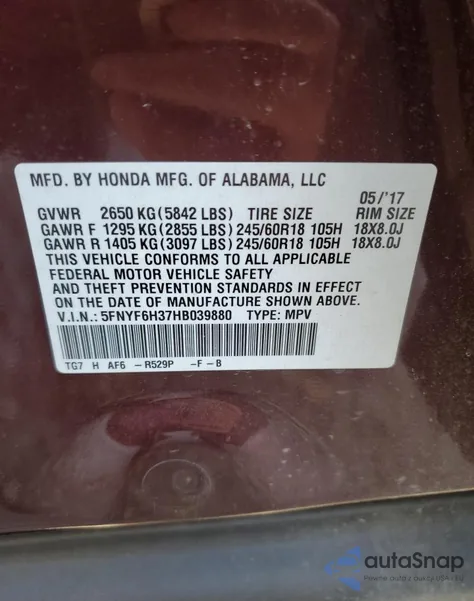 MFD. BY HONDA MFG. OF ALABAMA, LLC
05/'17
GVWR 2650 KG (5842 LBS) TIRE SIZE RIM SIZE
GAWR F 1295 KG (2855 LBS) 245/60R18 105H 18X8.0J
GAWR R 1405 KG (3097 LBS) 245/60R18 105H 18X8.0J
THIS VEHICLE CONFORMS TO ALL APPLICABLE
FEDERAL MOTOR VEHICLE SAFETY
AND THEFT PREVENTION STANDARDS IN EFFECT
ON THE DATE OF MANUFACTURE SHOWN ABOVE.
V.I.N.: 5FNYF6H37HB039880 TYPE: MPV
TG7 H AF6 -R529P -F-B
autoSnap